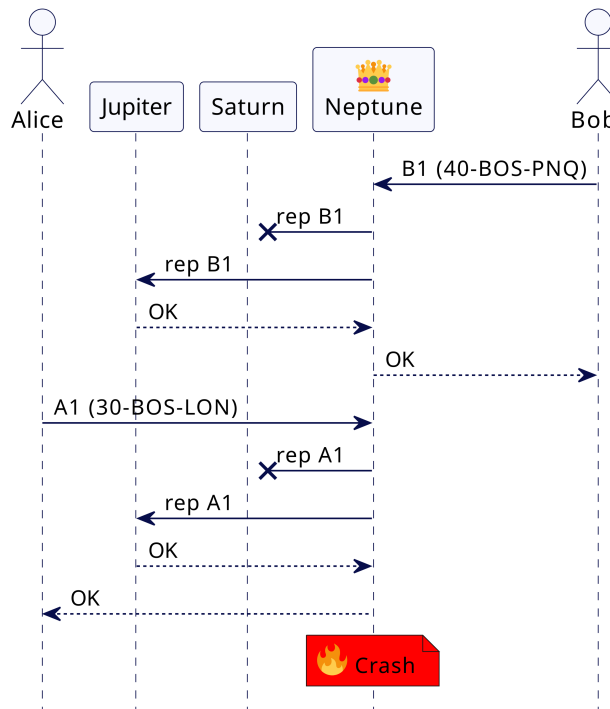 Alice
Jupiter
Saturn
Neptune
Bob
B1 (40-BOS-PNQ)
rep B1
rep B1
OK
OK
A1 (30-BOS-LON)
rep A1
rep A1
OK
OK
Crash